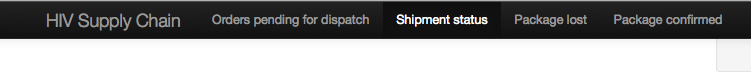 HIV Supply Chain Orders pending for dispatch Shipment status Package lost Package confirmed